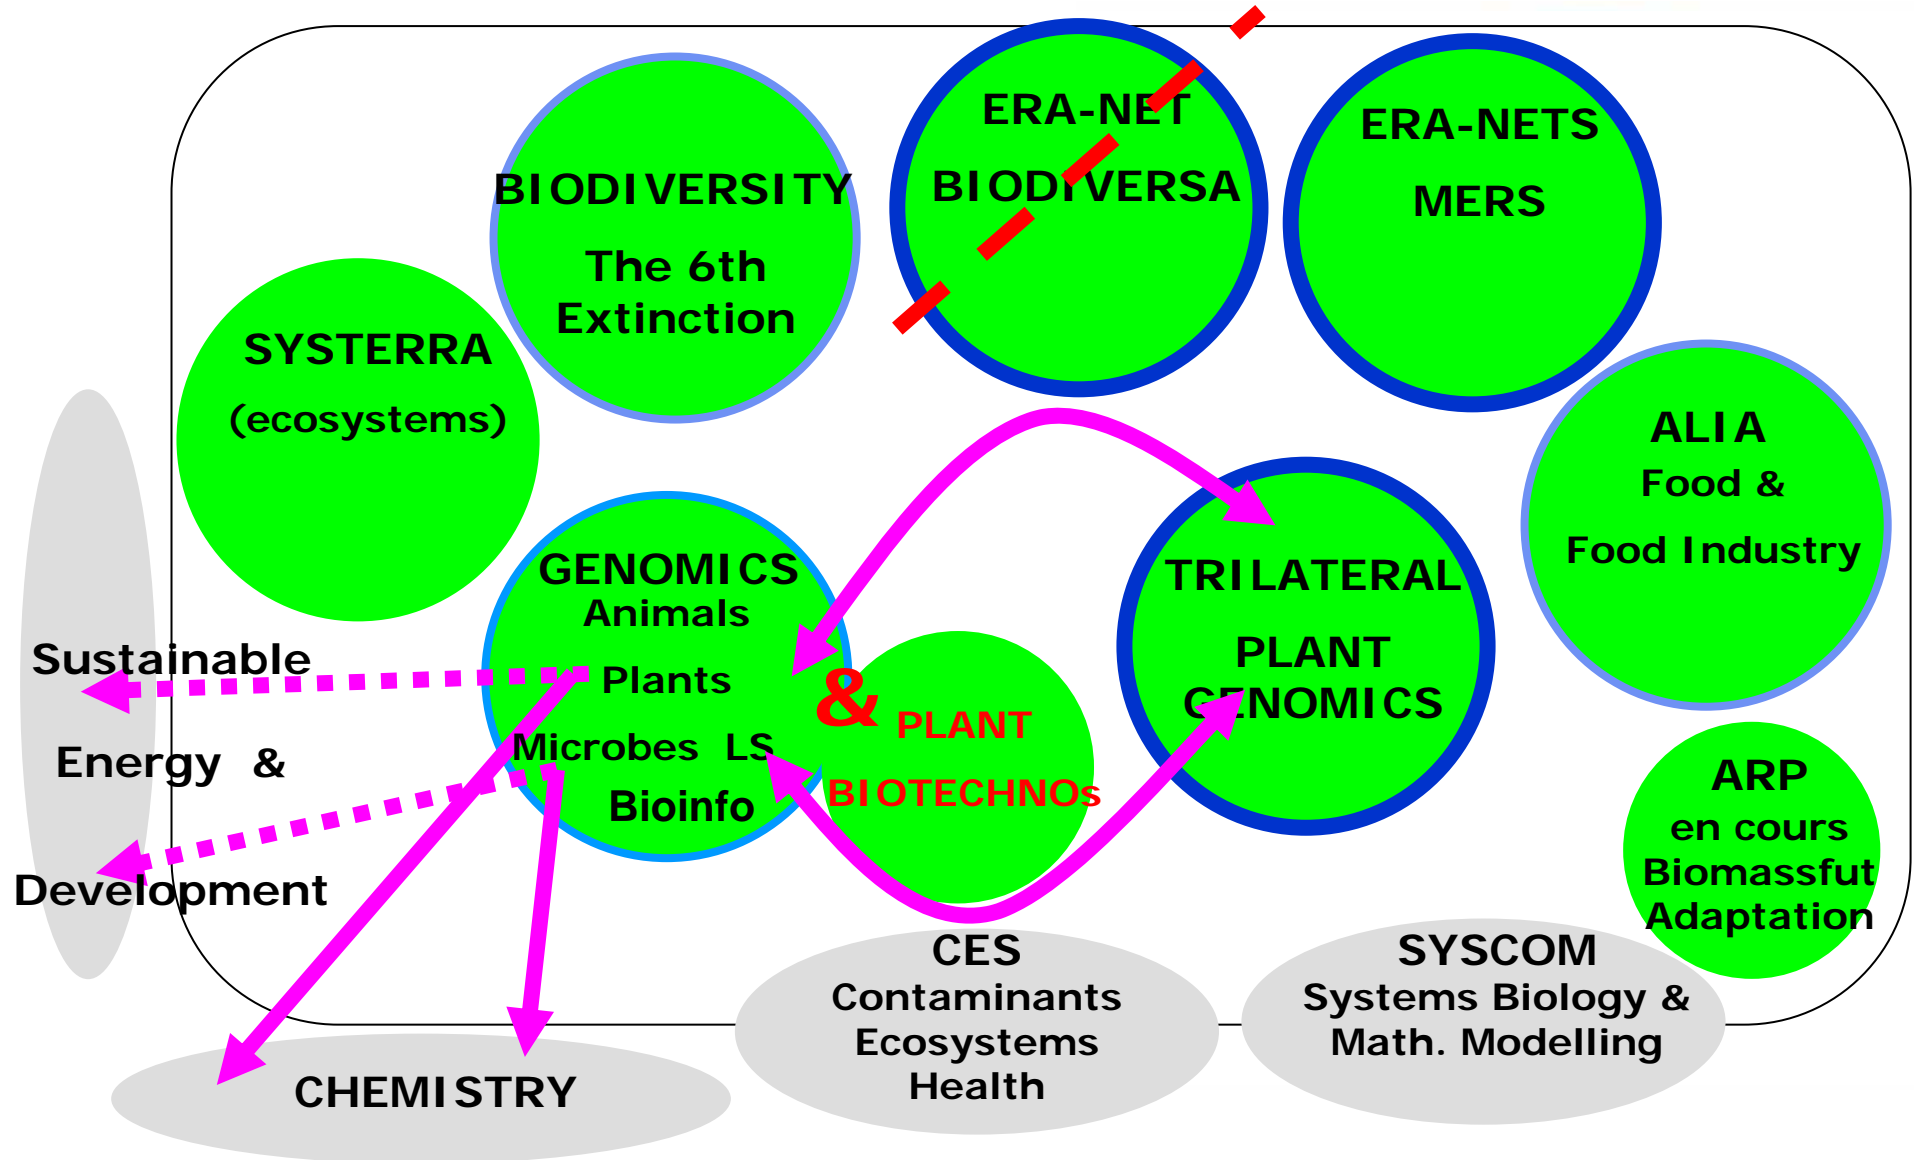 ERA-NET
BIODIVERSA
ERA-NETS
MERS
BIODIVERSITY
The 6th
Extinction
SYSTERRA
(ecosystems)
ALIA
Food &
Food Industry
GENOMICS
Animals
Plants
Microbes LS
Bioinfo
&
PLANT
BIOTECHNOs
TRILATERAL
PLANT
GENOMICS
Sustainable
Energy &
Development
ARP
en cours
Biomassfut
Adaptation
CES
Contaminants
Ecosystems
Health
SYSCOM
Systems Biology &
Math. Modelling
CHEMISTRY